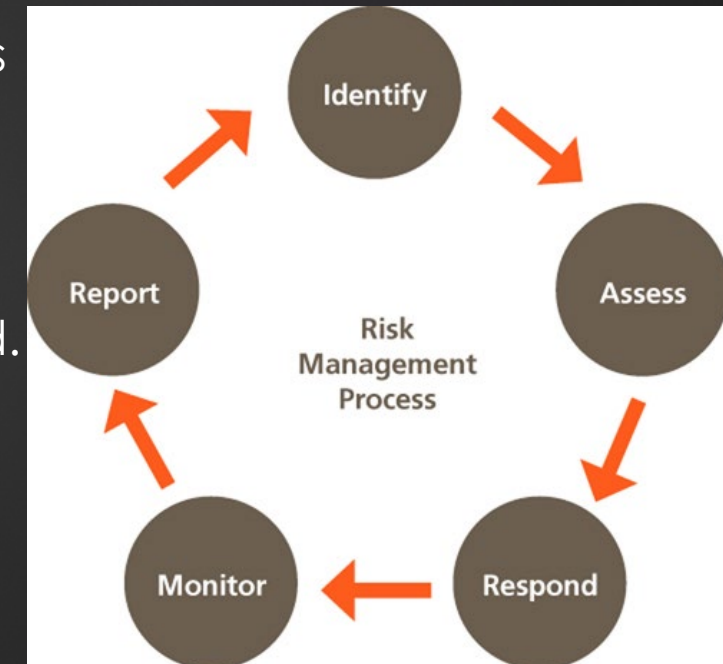 Identify
Report
Assess
Risk
Management
Process
Monitor
Respond